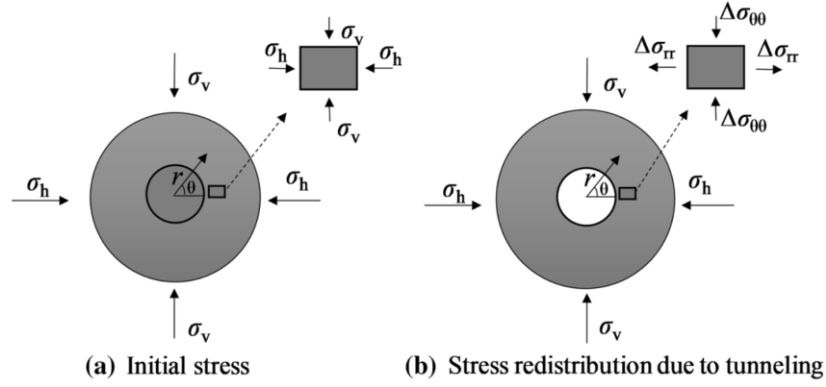 σv
σh σh
σv
σv
r
θ
σh σh
σv
(a) Initial stress
Δσθθ
Δσrr Δσrr
Δσθθ
σv
r
θ
σh σh
σv
(b) Stress redistribution due to tunneling